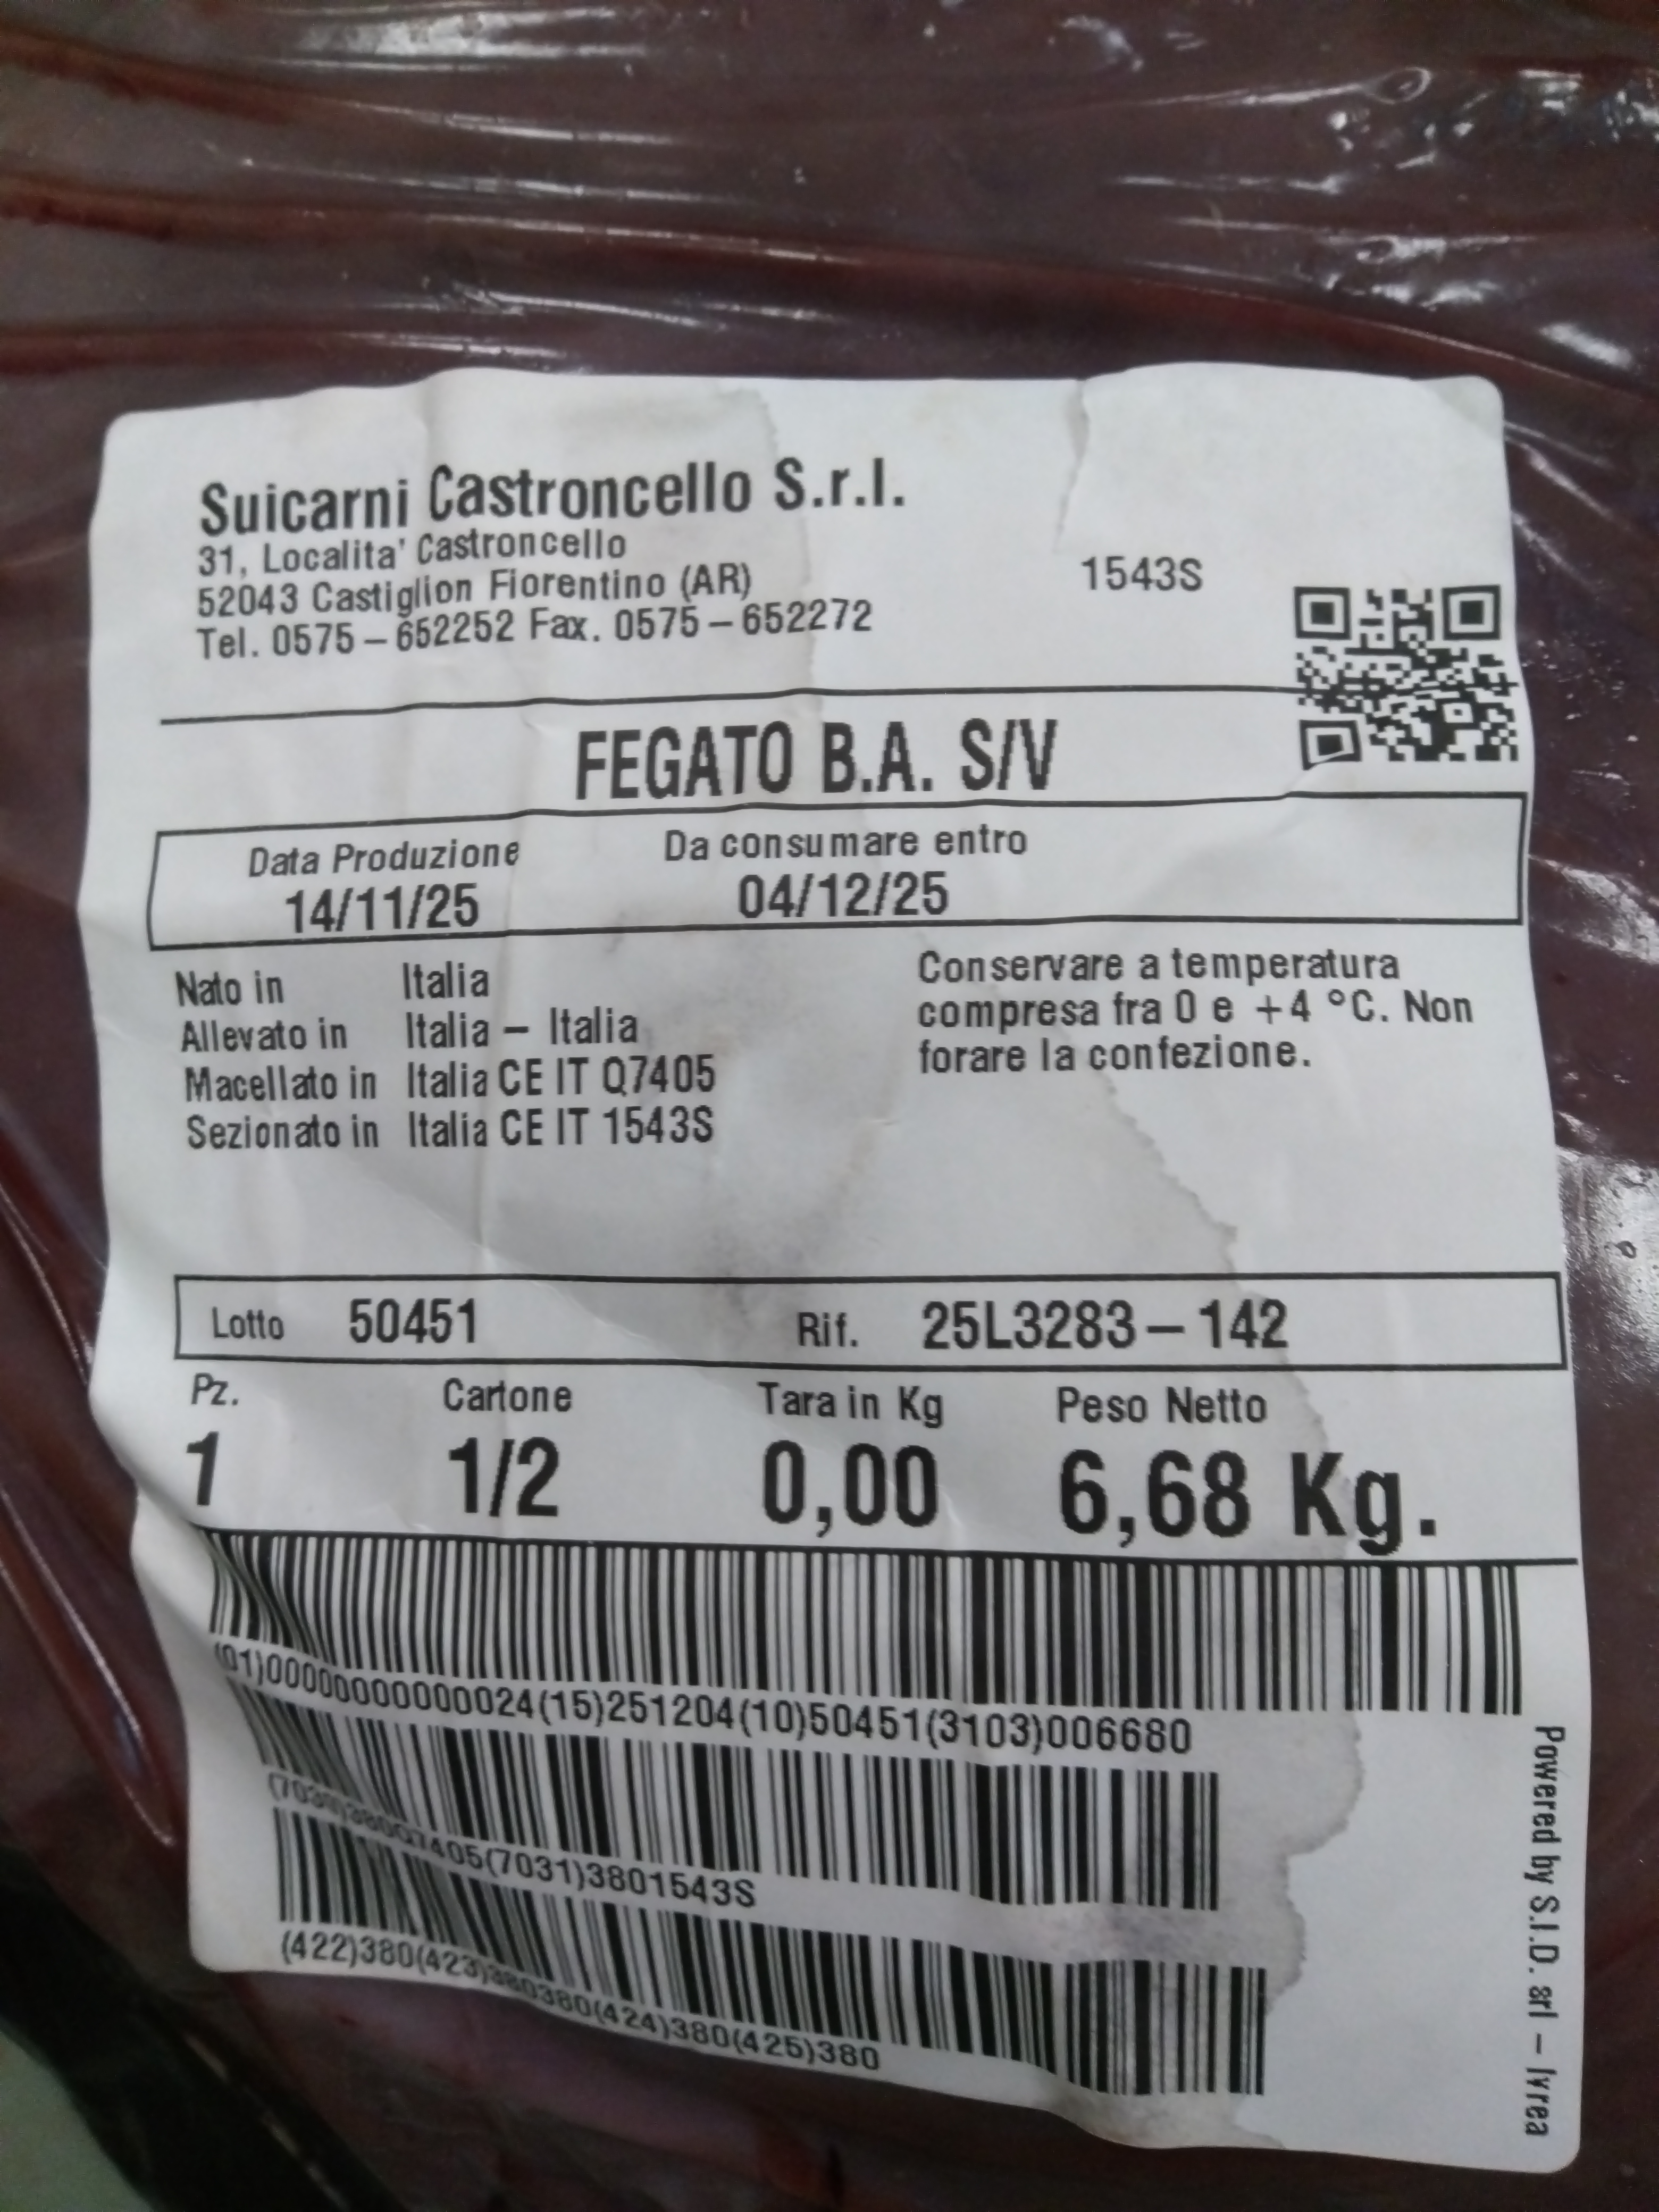 Suicarni Castroncello S.r.l.
31, Localita' Castroncello
52043 Castiglion Fiorentino (AR)
Tel. 0575-652252 Fax. 0575-652272
1543S
FEGATO B.A. S/V
Data Produzione Da consumare entro
14/11/25 04/12/25
Nato in Italia
Allevato in Italia - Italia
Macellato in Italia CE IT Q7405
Sezionato in Italia CE IT 1543S
Conservare a temperatura
compresa fra 0 e +4 °C. Non
forare la confezione.
Lotto 50451 Rif. 25L3283-142
Pz. Cartone Tara in Kg Peso Netto
1 1/2 0,00 6,68 Kg.
(01)00000000000024(15)251204(10)50451(3103)006680
(7030)380Q7405(7031)3801543S
(422)380(423)380380(424)380(425)380
Powered by S.I.D. srl - Ivrea